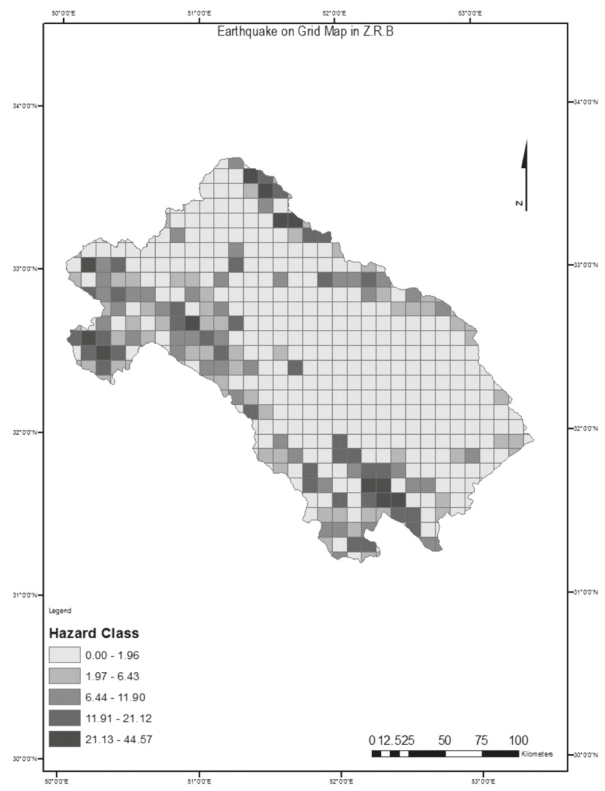 50°0'0"E 51°0'0"E 52°0'0"E 53°0'0"E
Earthquake on Grid Map in Z.R.B
34°0'0"N 34°0'0"N
N
33°0'0"N 33°0'0"N
32°0'0"N 32°0'0"N
31°0'0"N 31°0'0"N
Legend
Hazard Class
0.00 - 1.96
1.97 - 6.43
6.44 - 11.90
11.91 - 21.12
21.13 - 44.57
0 12.525 50 75 100
Kilometers
30°0'0"N 30°0'0"N
50°0'0"E 51°0'0"E 52°0'0"E 53°0'0"E